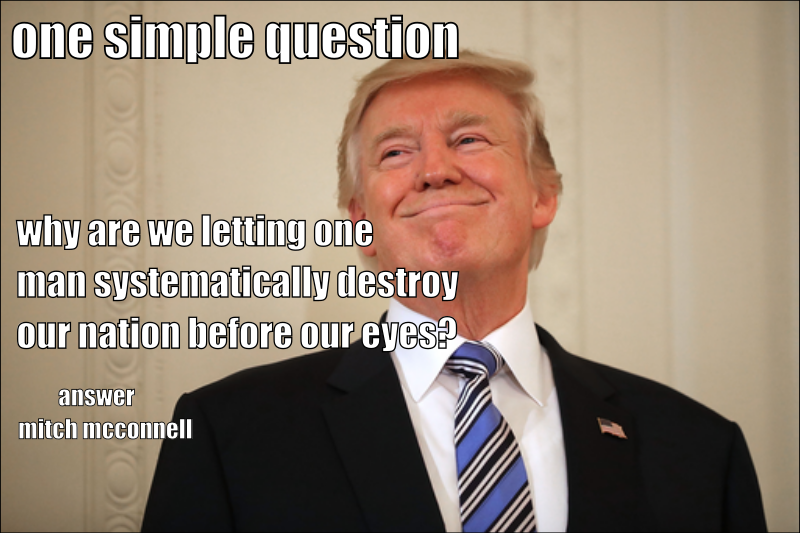 one simple question
why are we letting one
man systematically destroy
our nation before our eyes?
answer
mitch mcconnell